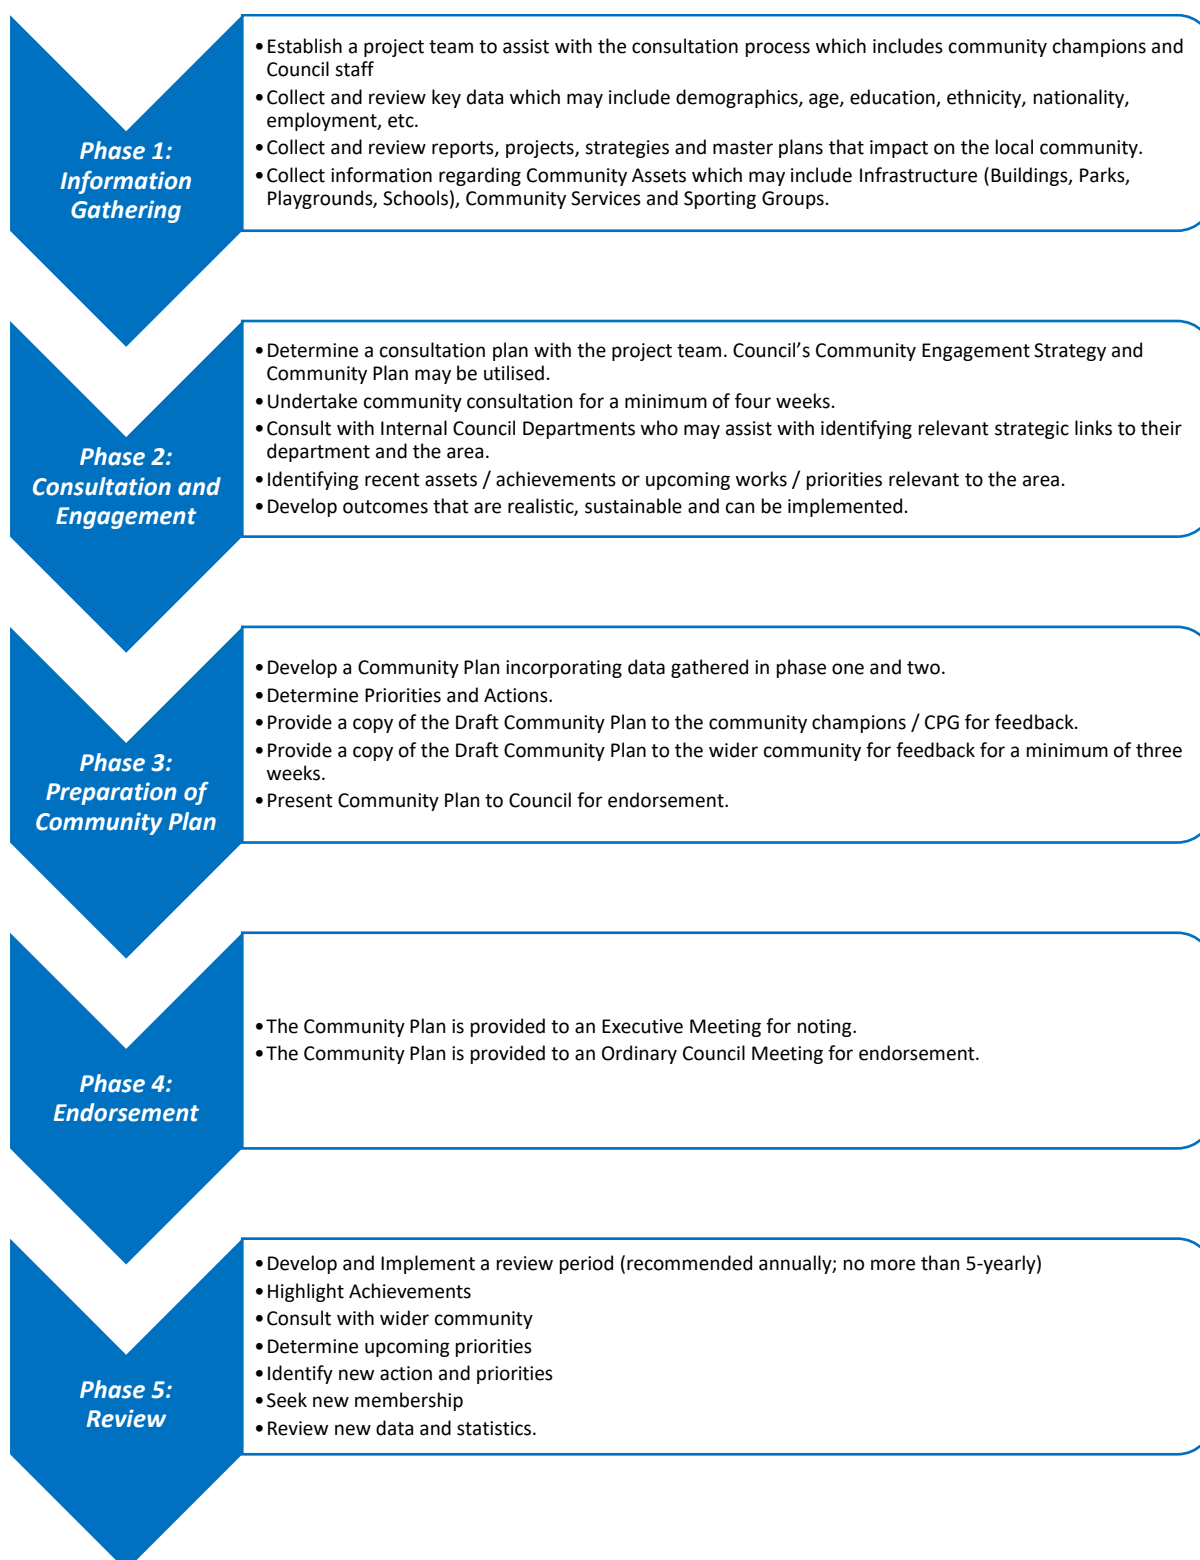 Phase 1:
Information
Gathering
•Establish a project team to assist with the consultation process which includes community champions and
Council staff
•Collect and review key data which may include demographics, age, education, ethnicity, nationality,
employment, etc.
•Collect and review reports, projects, strategies and master plans that impact on the local community.
•Collect information regarding Community Assets which may include Infrastructure (Buildings, Parks,
Playgrounds, Schools), Community Services and Sporting Groups.
Phase 2:
Consultation and
Engagement
•Determine a consultation plan with the project team. Council’s Community Engagement Strategy and
Community Plan may be utilised.
•Undertake community consultation for a minimum of four weeks.
•Consult with Internal Council Departments who may assist with identifying relevant strategic links to their
department and the area.
•Identifying recent assets / achievements or upcoming works / priorities relevant to the area.
•Develop outcomes that are realistic, sustainable and can be implemented.
Phase 3:
Preparation of
Community Plan
•Develop a Community Plan incorporating data gathered in phase one and two.
•Determine Priorities and Actions.
•Provide a copy of the Draft Community Plan to the community champions / CPG for feedback.
•Provide a copy of the Draft Community Plan to the wider community for feedback for a minimum of three
weeks.
•Present Community Plan to Council for endorsement.
Phase 4:
Endorsement
•The Community Plan is provided to an Executive Meeting for noting.
•The Community Plan is provided to an Ordinary Council Meeting for endorsement.
Phase 5:
Review
•Develop and Implement a review period (recommended annually; no more than 5-yearly)
•Highlight Achievements
•Consult with wider community
•Determine upcoming priorities
•Identify new action and priorities
•Seek new membership
•Review new data and statistics.